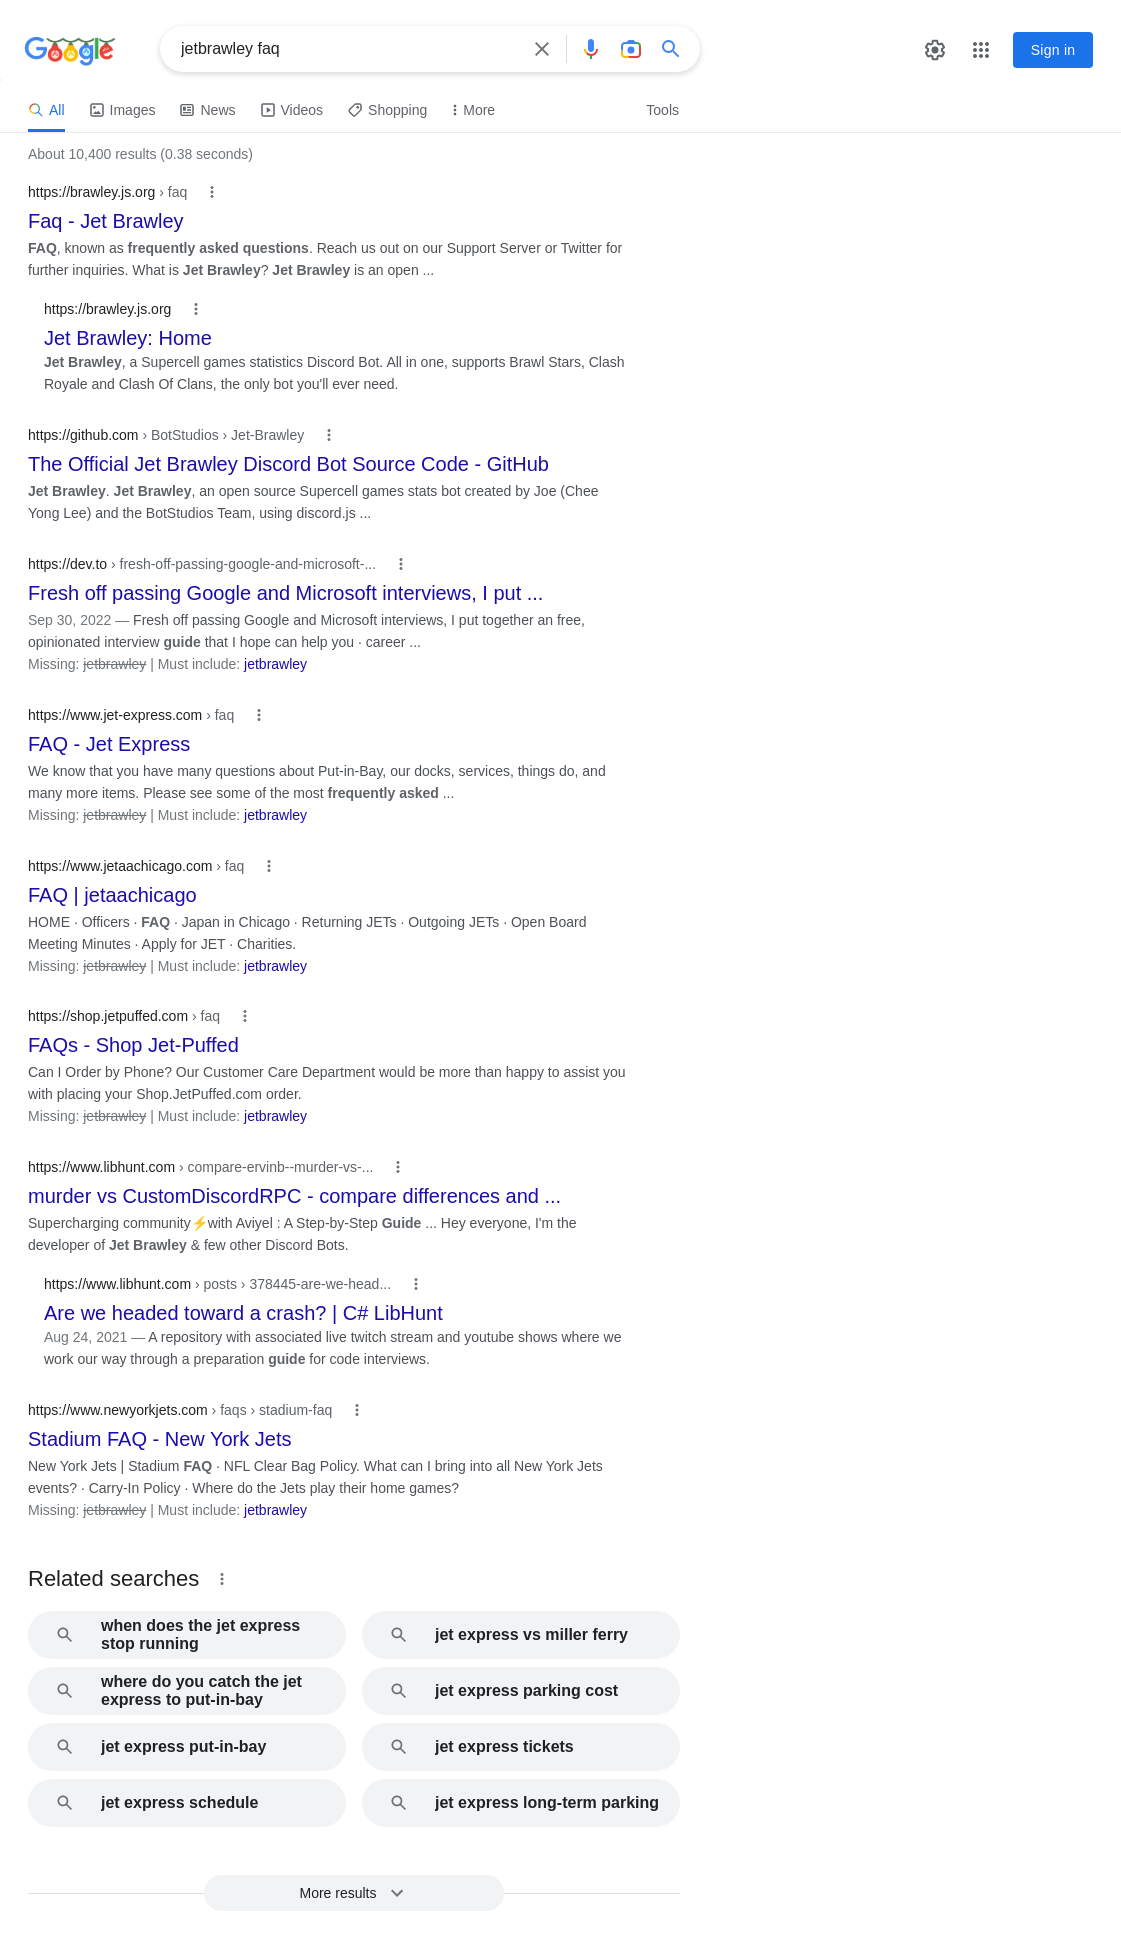 Google
jetbrawley faq
Sign in
All
Images
News
Videos
Shopping
More
Tools
About 10,400 results (0.38 seconds)
https://brawley.js.org › faq
Faq - Jet Brawley
FAQ, known as frequently asked questions. Reach us out on our Support Server or Twitter for
further inquiries. What is Jet Brawley? Jet Brawley is an open ...
https://brawley.js.org
Jet Brawley: Home
Jet Brawley, a Supercell games statistics Discord Bot. All in one, supports Brawl Stars, Clash
Royale and Clash Of Clans, the only bot you'll ever need.
https://github.com › BotStudios › Jet-Brawley
The Official Jet Brawley Discord Bot Source Code - GitHub
Jet Brawley. Jet Brawley, an open source Supercell games stats bot created by Joe (Chee
Yong Lee) and the BotStudios Team, using discord.js ...
https://dev.to › fresh-off-passing-google-and-microsoft-...
Fresh off passing Google and Microsoft interviews, I put ...
Sep 30, 2022 — Fresh off passing Google and Microsoft interviews, I put together an free,
opinionated interview guide that I hope can help you · career ...
Missing: jetbrawley | Must include: jetbrawley
https://www.jet-express.com › faq
FAQ - Jet Express
We know that you have many questions about Put-in-Bay, our docks, services, things do, and
many more items. Please see some of the most frequently asked ...
Missing: jetbrawley | Must include: jetbrawley
https://www.jetaachicago.com › faq
FAQ | jetaachicago
HOME · Officers · FAQ · Japan in Chicago · Returning JETs · Outgoing JETs · Open Board
Meeting Minutes · Apply for JET · Charities.
Missing: jetbrawley | Must include: jetbrawley
https://shop.jetpuffed.com › faq
FAQs - Shop Jet-Puffed
Can I Order by Phone? Our Customer Care Department would be more than happy to assist you
with placing your Shop.JetPuffed.com order.
Missing: jetbrawley | Must include: jetbrawley
https://www.libhunt.com › compare-ervinb--murder-vs-...
murder vs CustomDiscordRPC - compare differences and ...
Supercharging community⚡with Aviyel : A Step-by-Step Guide ... Hey everyone, I'm the
developer of Jet Brawley & few other Discord Bots.
https://www.libhunt.com › posts › 378445-are-we-head...
Are we headed toward a crash? | C# LibHunt
Aug 24, 2021 — A repository with associated live twitch stream and youtube shows where we
work our way through a preparation guide for code interviews.
https://www.newyorkjets.com › faqs › stadium-faq
Stadium FAQ - New York Jets
New York Jets | Stadium FAQ · NFL Clear Bag Policy. What can I bring into all New York Jets
events? · Carry-In Policy · Where do the Jets play their home games?
Missing: jetbrawley | Must include: jetbrawley
Related searches
when does the jet express
stop running
jet express vs miller ferry
where do you catch the jet
express to put-in-bay
jet express parking cost
jet express put-in-bay
jet express tickets
jet express schedule
jet express long-term parking
More results